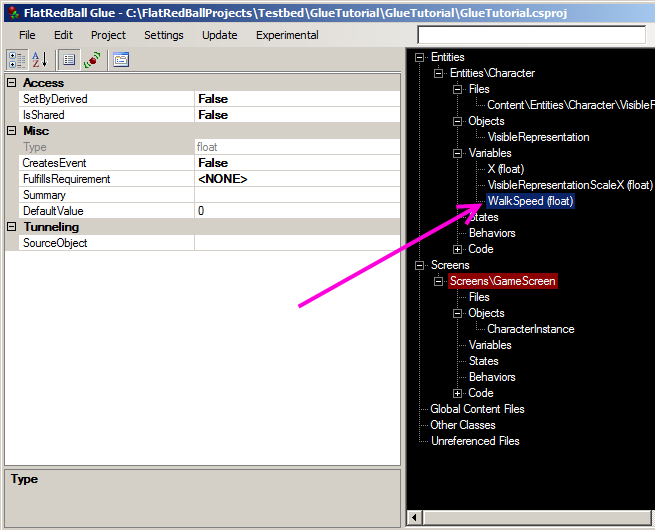 FlatRedBall Glue - C:\FlatRedBallProjects\Testbed\GlueTutorial\GlueTutorial\GlueTutorial.csproj
File Edit Project Settings Update Experimental
Access
SetByDerived False
IsShared False
Misc
Type float
CreatesEvent False
FulfillsRequirement <NONE>
Summary
DefaultValue 0
Tunneling
SourceObject
Type
Entities
Entities\Character
Files
Content\Entities\Character\VisibleF
Objects
VisibleRepresentation
Variables
X (float)
VisibleRepresentationScaleX (float)
WalkSpeed (float)
States
Behaviors
Code
Screens
Screens\GameScreen
Files
Objects
CharacterInstance
Variables
States
Behaviors
Code
Global Content Files
Other Classes
Unreferenced Files